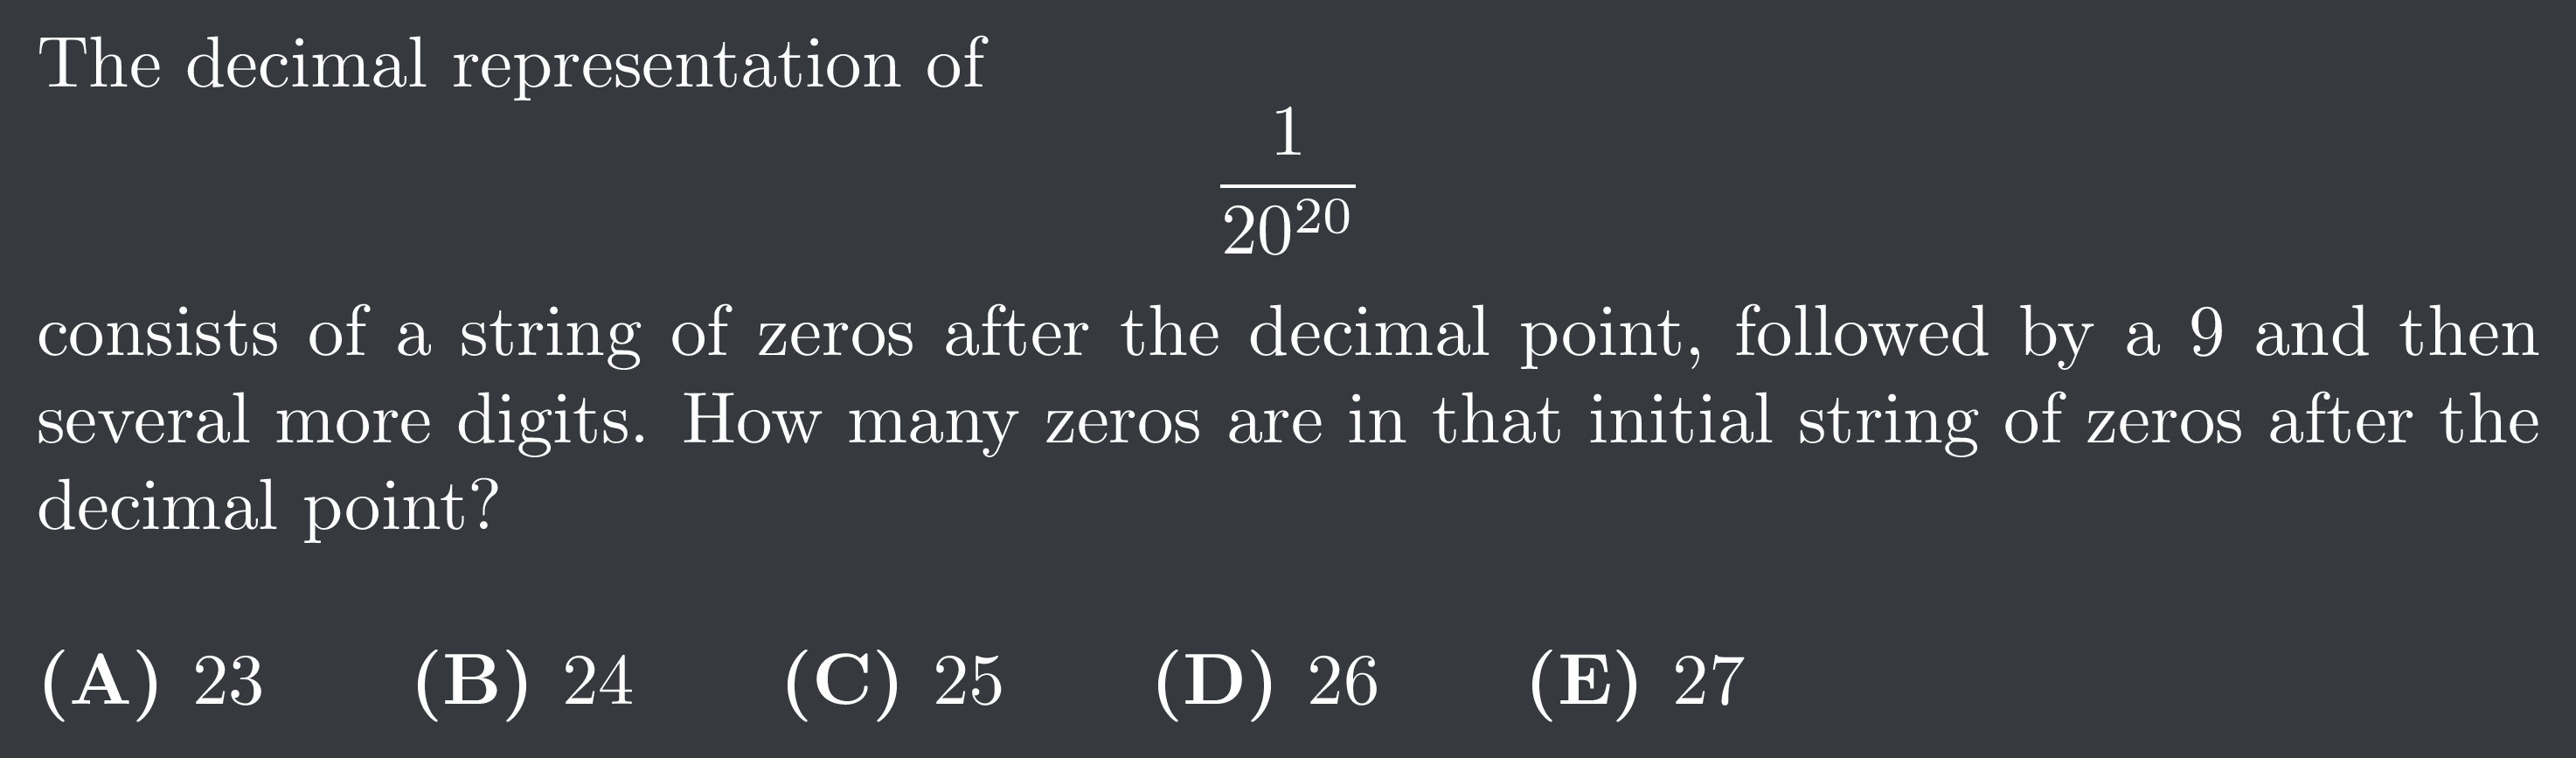 The decimal representation of
1
20^20
consists of a string of zeros after the decimal point, followed by a 9 and then
several more digits. How many zeros are in that initial string of zeros after the
decimal point?
(A) 23 (B) 24 (C) 25 (D) 26 (E) 27